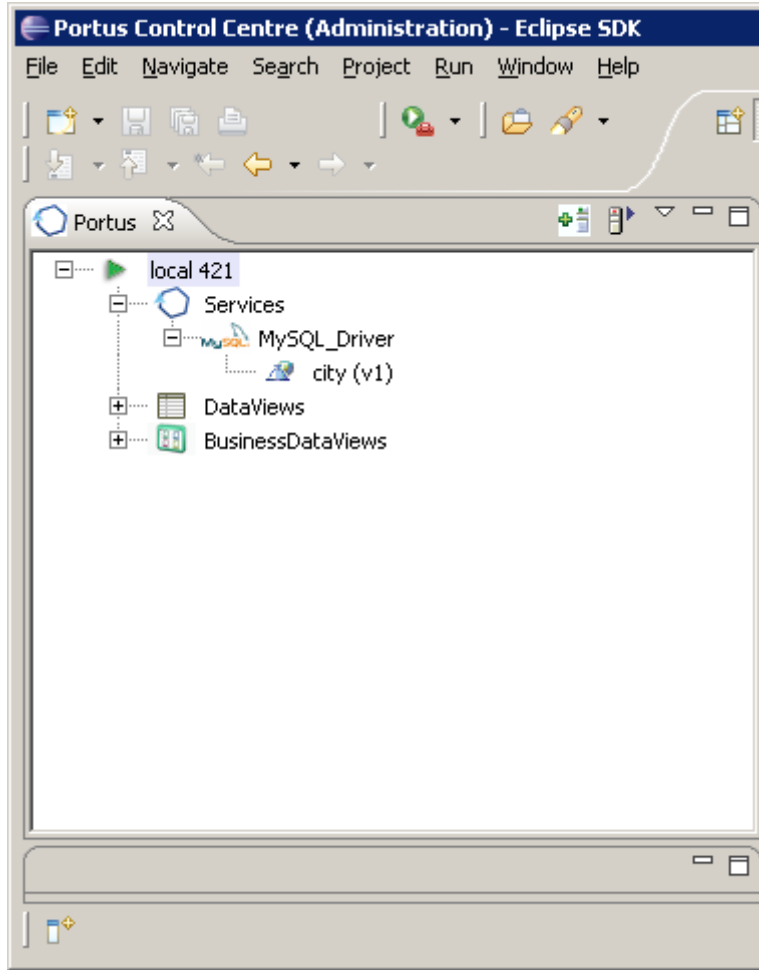 Portus Control Centre (Administration) - Eclipse SDK
File Edit Navigate Search Project Run Window Help
Portus
local 421
Services
MySQL MySQL_Driver
city (v1)
DataViews
BusinessDataViews